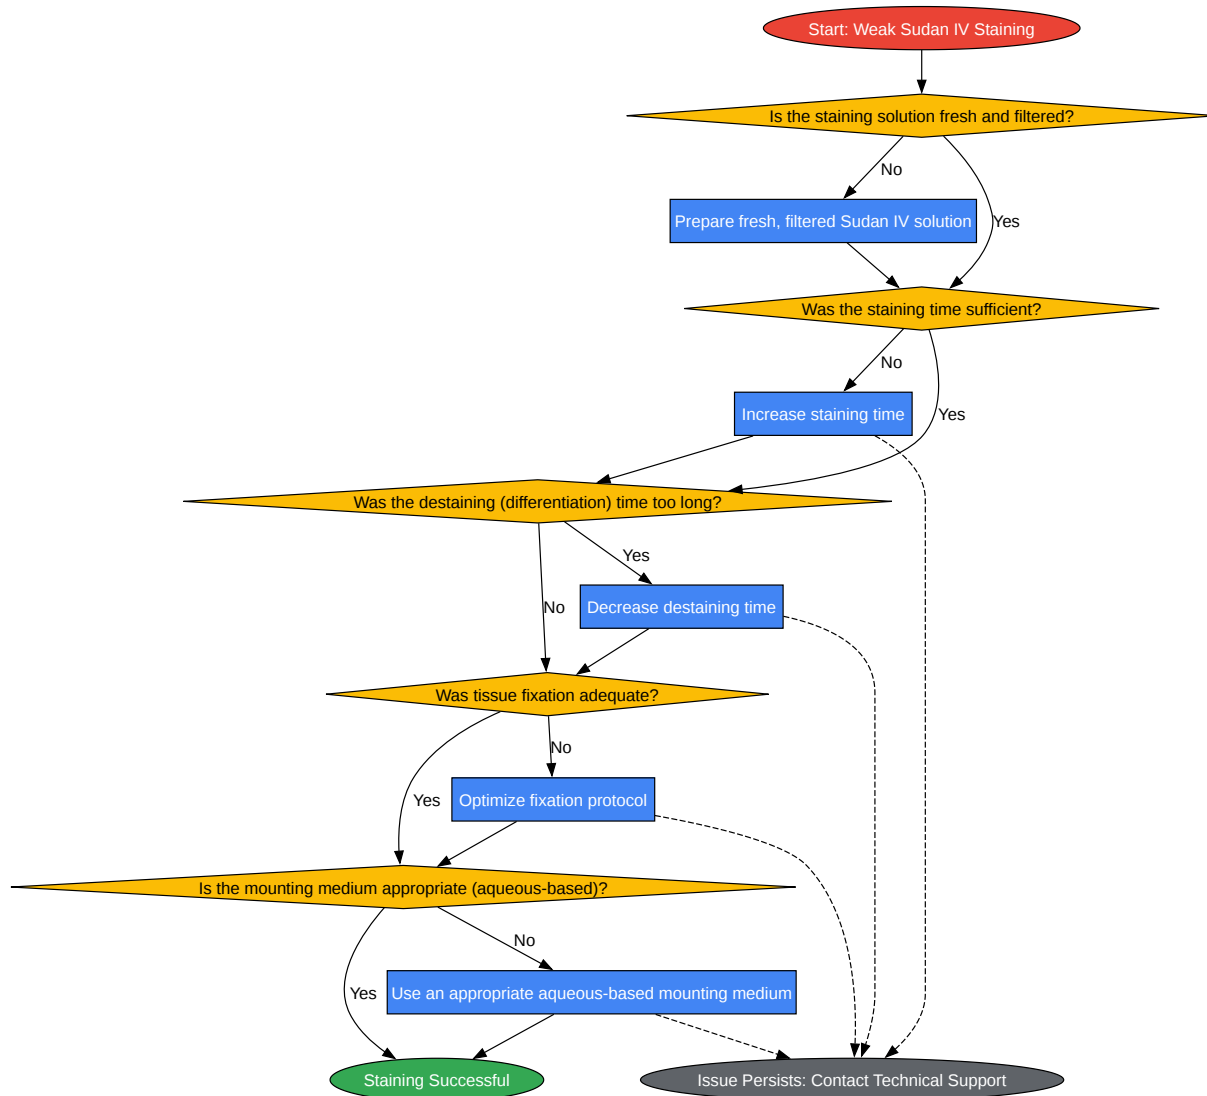 Start: Weak Sudan IV Staining
Is the staining solution fresh and filtered?
No
Prepare fresh, filtered Sudan IV solution
Yes
Was the staining time sufficient?
No
Increase staining time
Yes
Was the destaining (differentiation) time too long?
Yes
No
Decrease destaining time
Was tissue fixation adequate?
No
Yes
Optimize fixation protocol
Is the mounting medium appropriate (aqueous-based)?
No
Yes
Use an appropriate aqueous-based mounting medium
Staining Successful
Issue Persists: Contact Technical Support